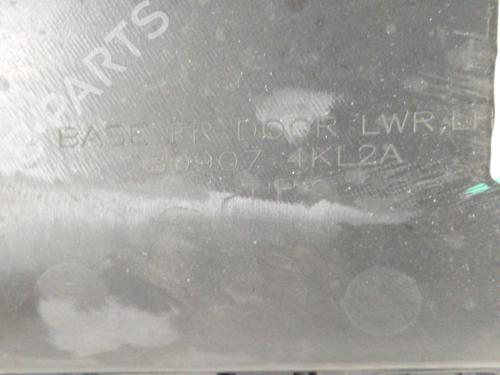 PARTS
BASE FR DOOR LWR,LH
80907 4KL2A